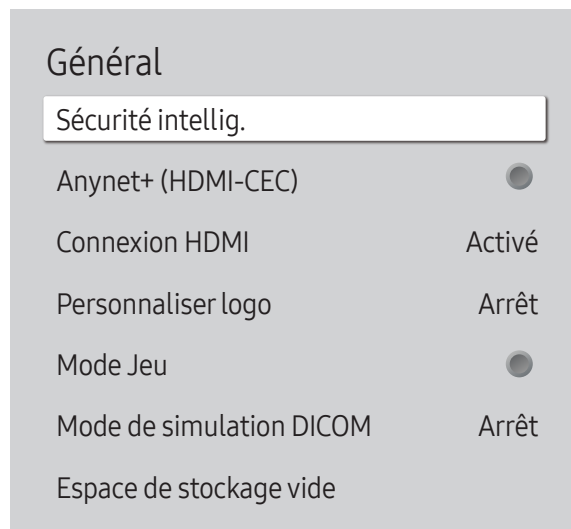 Général
Sécurité intellig.
Anynet+ (HDMI-CEC)
Connexion HDMI Activé
Personnaliser logo Arrêt
Mode Jeu
Mode de simulation DICOM Arrêt
Espace de stockage vide